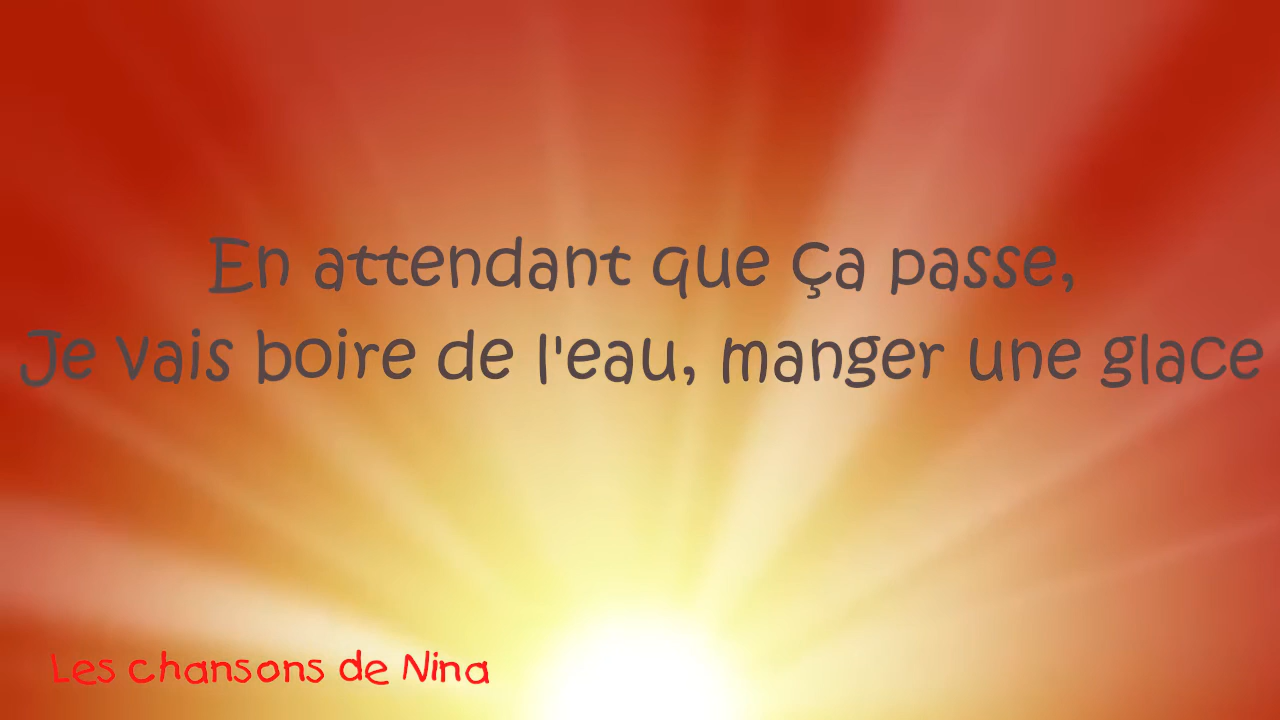 En attendant que ça passe,
Je vais boire de l'eau, manger une glace
Les chansons de Nina